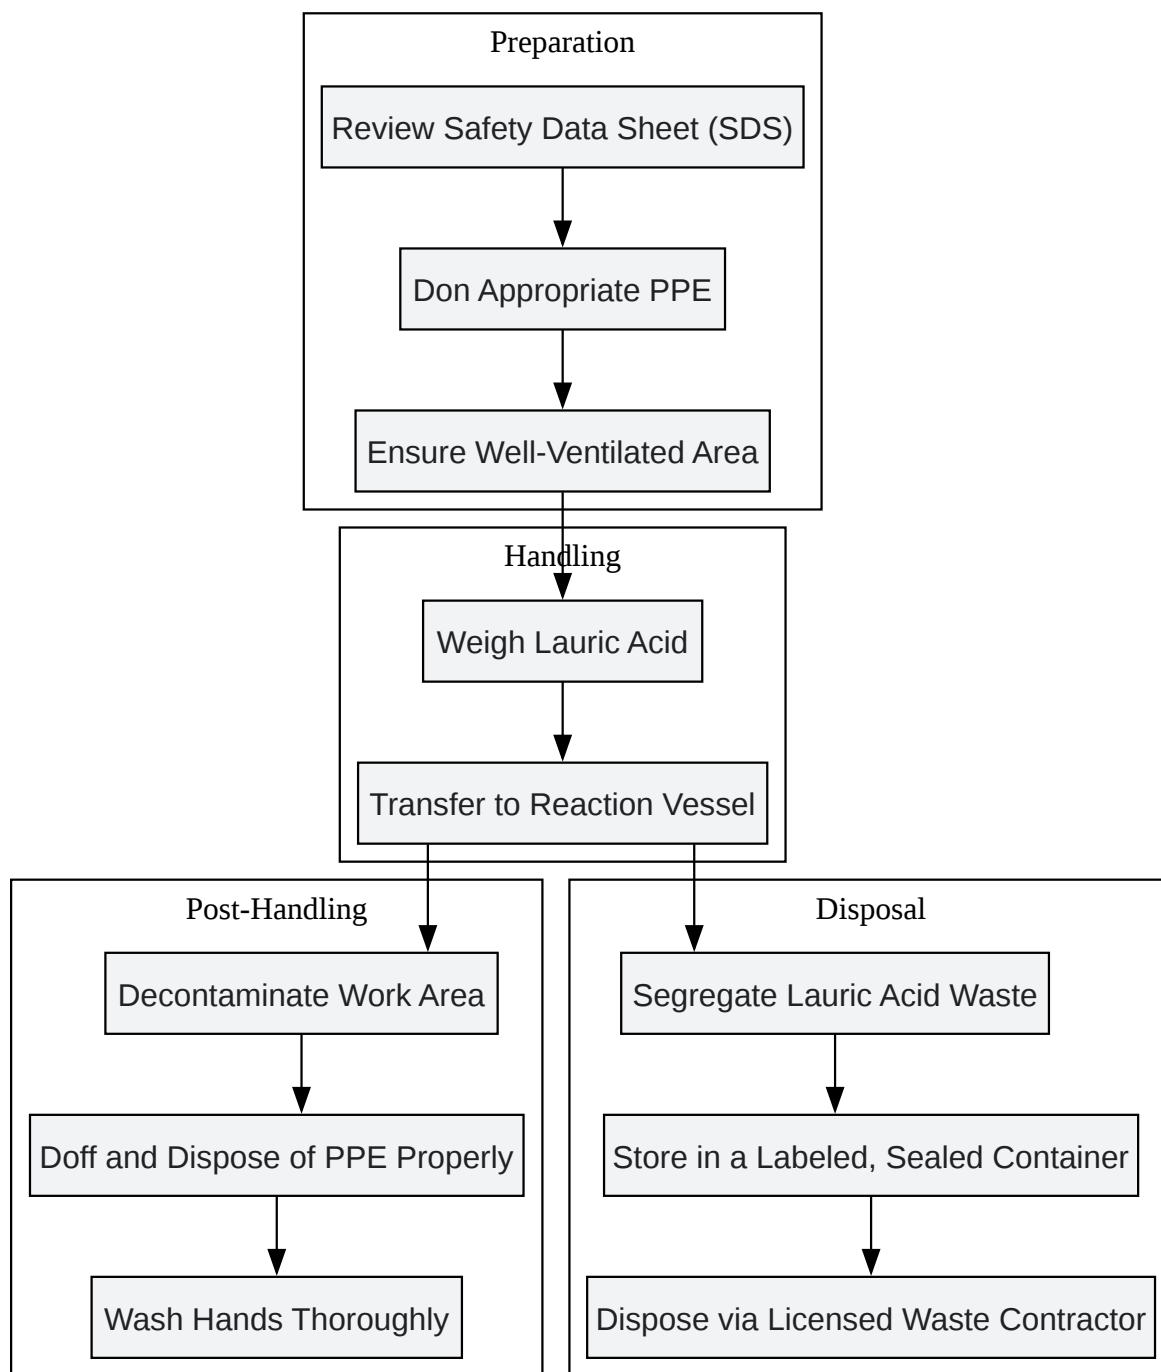 Preparation
Review Safety Data Sheet (SDS)
Don Appropriate PPE
Ensure Well-Ventilated Area
Handling
Weigh Lauric Acid
Transfer to Reaction Vessel
Post-Handling
Decontaminate Work Area
Doff and Dispose of PPE Properly
Wash Hands Thoroughly
Disposal
Segregate Lauric Acid Waste
Store in a Labeled, Sealed Container
Dispose via Licensed Waste Contractor